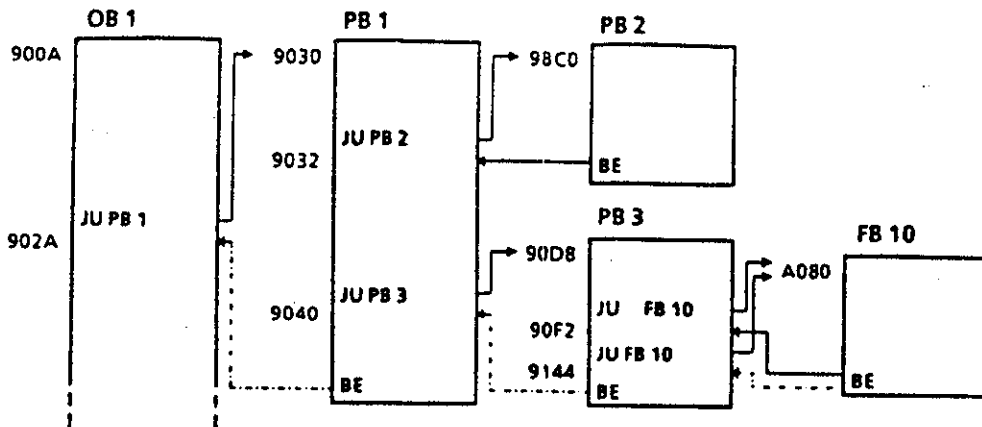 OB 1
PB 1
PB 2
900A
9030
98C0
JU PB 2
9032
BE
JU PB 1
902A
PB 3
FB 10
90D8
A080
JU PB 3
9040
JU FB 10
90F2
JU FB 10
9144
BE
BE
BE